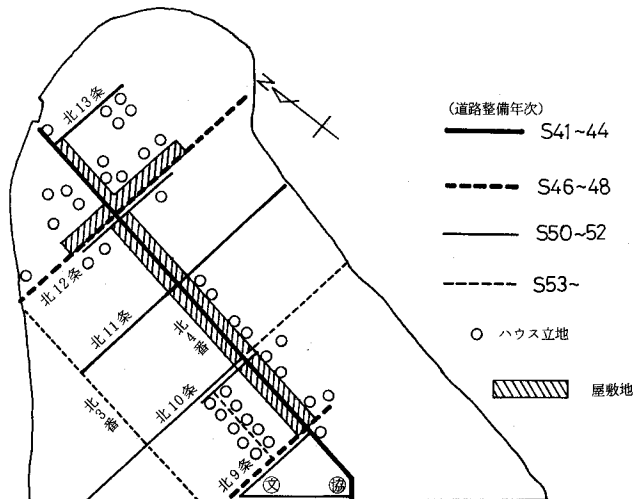 北13条
N
(道路整備年次)
S41~44
S46~48
S50~52
S53~
ハウス立地
屋敷地
北12条
北11条
北4番
北3番
北10条
北9条
文
協